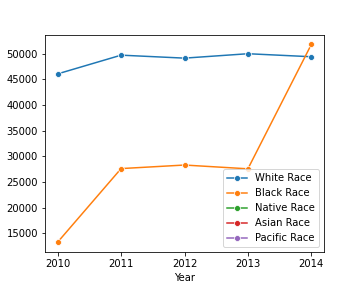 50000
45000
40000
35000
30000
25000
20000
15000
White Race
Black Race
Native Race
Asian Race
Pacific Race
2010 2011 2012 2013 2014
Year